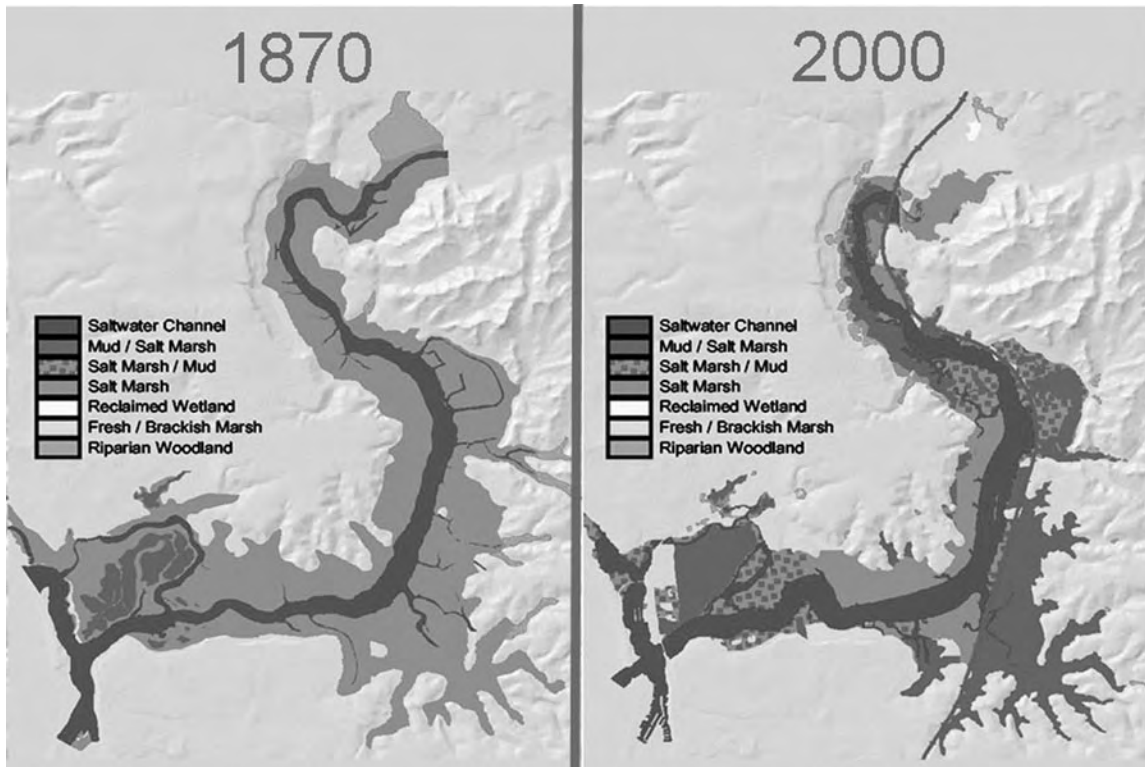 1870
Saltwater Channel
Mud / Salt Marsh
Salt Marsh / Mud
Salt Marsh
Reclaimed Wetland
Fresh / Brackish Marsh
Riparian Woodland
2000
Saltwater Channel
Mud / Salt Marsh
Salt Marsh / Mud
Salt Marsh
Reclaimed Wetland
Fresh / Brackish Marsh
Riparian Woodland